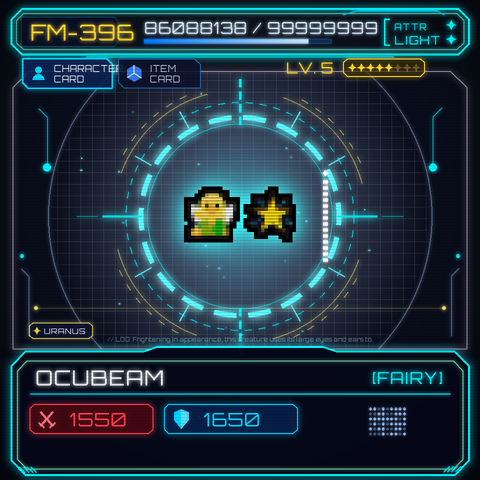 FM-396
86088138 / 99999999
ATTR
LIGHT
CHARACTER
CARD
ITEM
CARD
LV.5
URANUS
// LOG: Frightening in appearance, this creature uses its large eyes and ears to
OCUBEAM
[FAIRY]
1550
1650